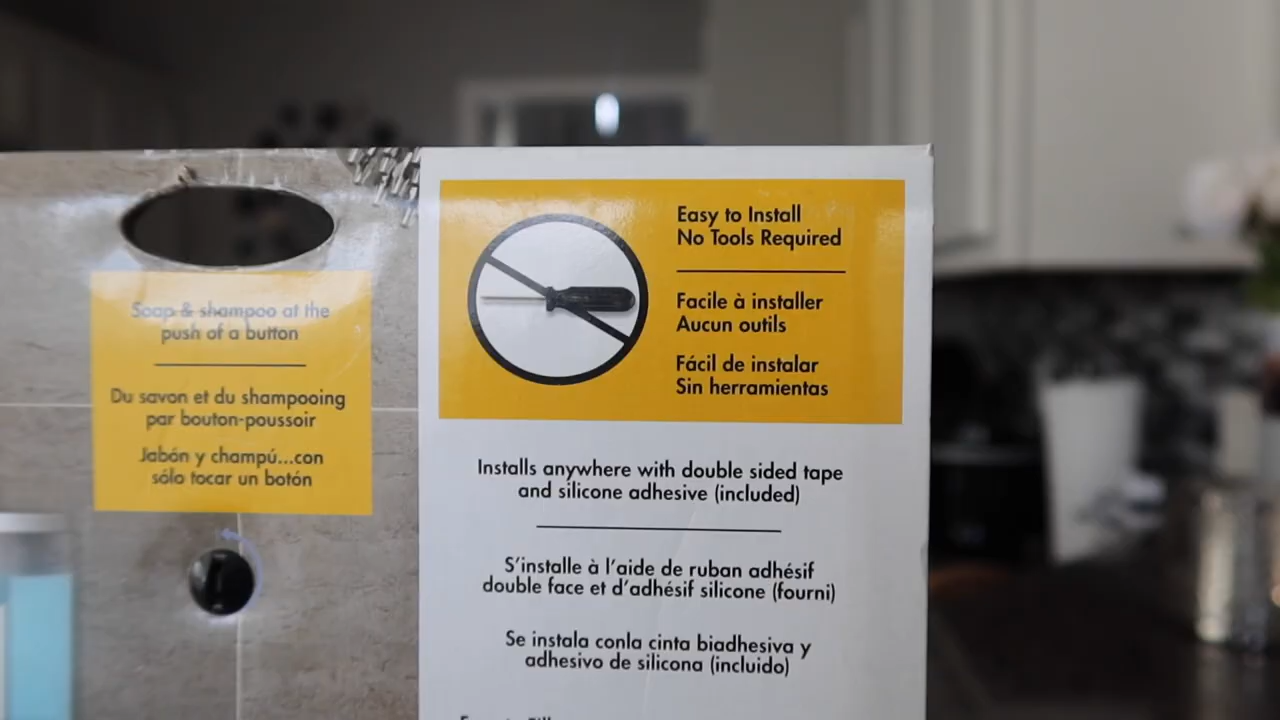 Soap & shampoo at the
push of a button
Du savon et du shampooing
par bouton-poussoir
Jabón y champú...con
sólo tocar un botón
Easy to Install
No Tools Required
Facile à installer
Aucun outils
Fácil de instalar
Sin herramientas
Installs anywhere with double sided tape
and silicone adhesive (included)
S'installe à l'aide de ruban adhésif
double face et d'adhésif silicone (fourni)
Se instala conla cinta biadhesiva y
adhesivo de silicona (incluido)